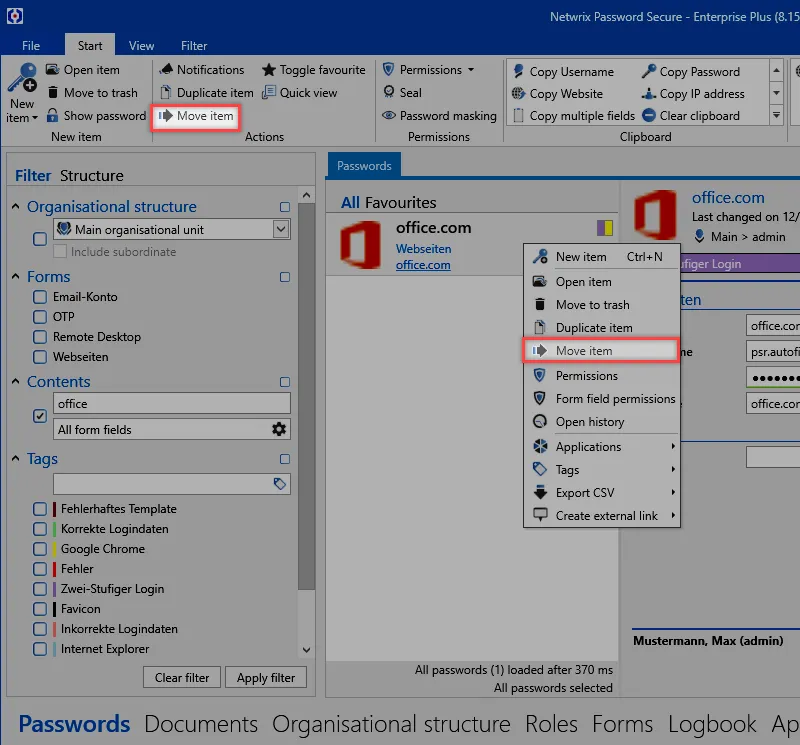 Netwrix Password Secure - Enterprise Plus (8.15
File Start View Filter
New item
Open item
Move to trash
Show password
New item
Notifications
Duplicate item
Move item
Toggle favourite
Quick view
Actions
Permissions
Seal
Password masking
Permissions
Copy Username
Copy Website
Copy multiple fields
Copy Password
Copy IP address
Clear clipboard
Clipboard
Filter Structure
Organisational structure
Main organisational unit
Include subordinate
Forms
Email-Konto
OTP
Remote Desktop
Webseiten
Contents
office
All form fields
Tags
Fehlerhaftes Template
Korrekte Logindaten
Google Chrome
Fehler
Zwei-Stufiger Login
Favicon
Inkorrekte Logindaten
Internet Explorer
Clear filter Apply filter
Passwords
All Favourites
office.com
Webseiten
office.com
All passwords (1) loaded after 370 ms
All passwords selected
New item Ctrl+N
Open item
Move to trash
Duplicate item
Move item
Permissions
Form field permissions
Open history
Applications
Tags
Export CSV
Create external link
office.com
Last changed on 12/
Main > admin
ufiger Login
ten
office.cor
me psr.autofi
●●●●●●●
office.cor
Mustermann, Max (admin)
Passwords Documents Organisational structure Roles Forms Logbook Ap